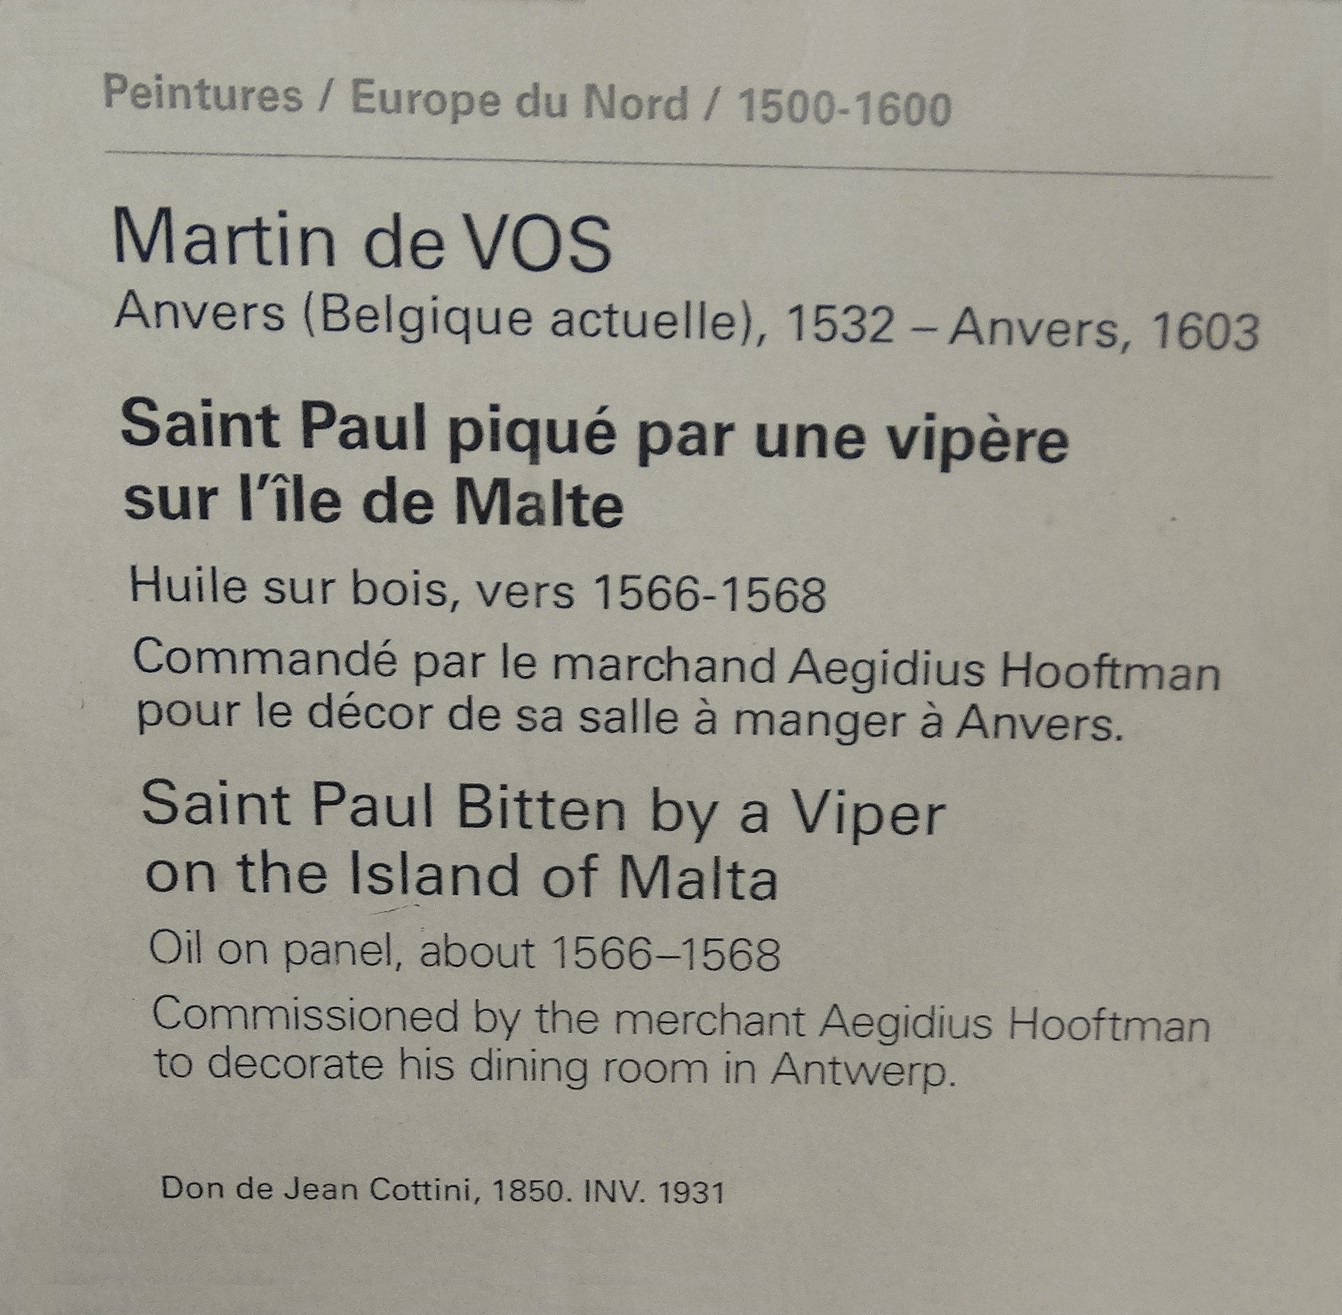 Peintures / Europe du Nord / 1500-1600
Martin de VOS
Anvers (Belgique actuelle), 1532 – Anvers, 1603
Saint Paul piqué par une vipère
sur l'île de Malte
Huile sur bois, vers 1566-1568
Commandé par le marchand Aegidius Hooftman
pour le décor de sa salle à manger à Anvers.
Saint Paul Bitten by a Viper
on the Island of Malta
Oil on panel, about 1566–1568
Commissioned by the merchant Aegidius Hooftman
to decorate his dining room in Antwerp.
Don de Jean Cottini, 1850. INV. 1931